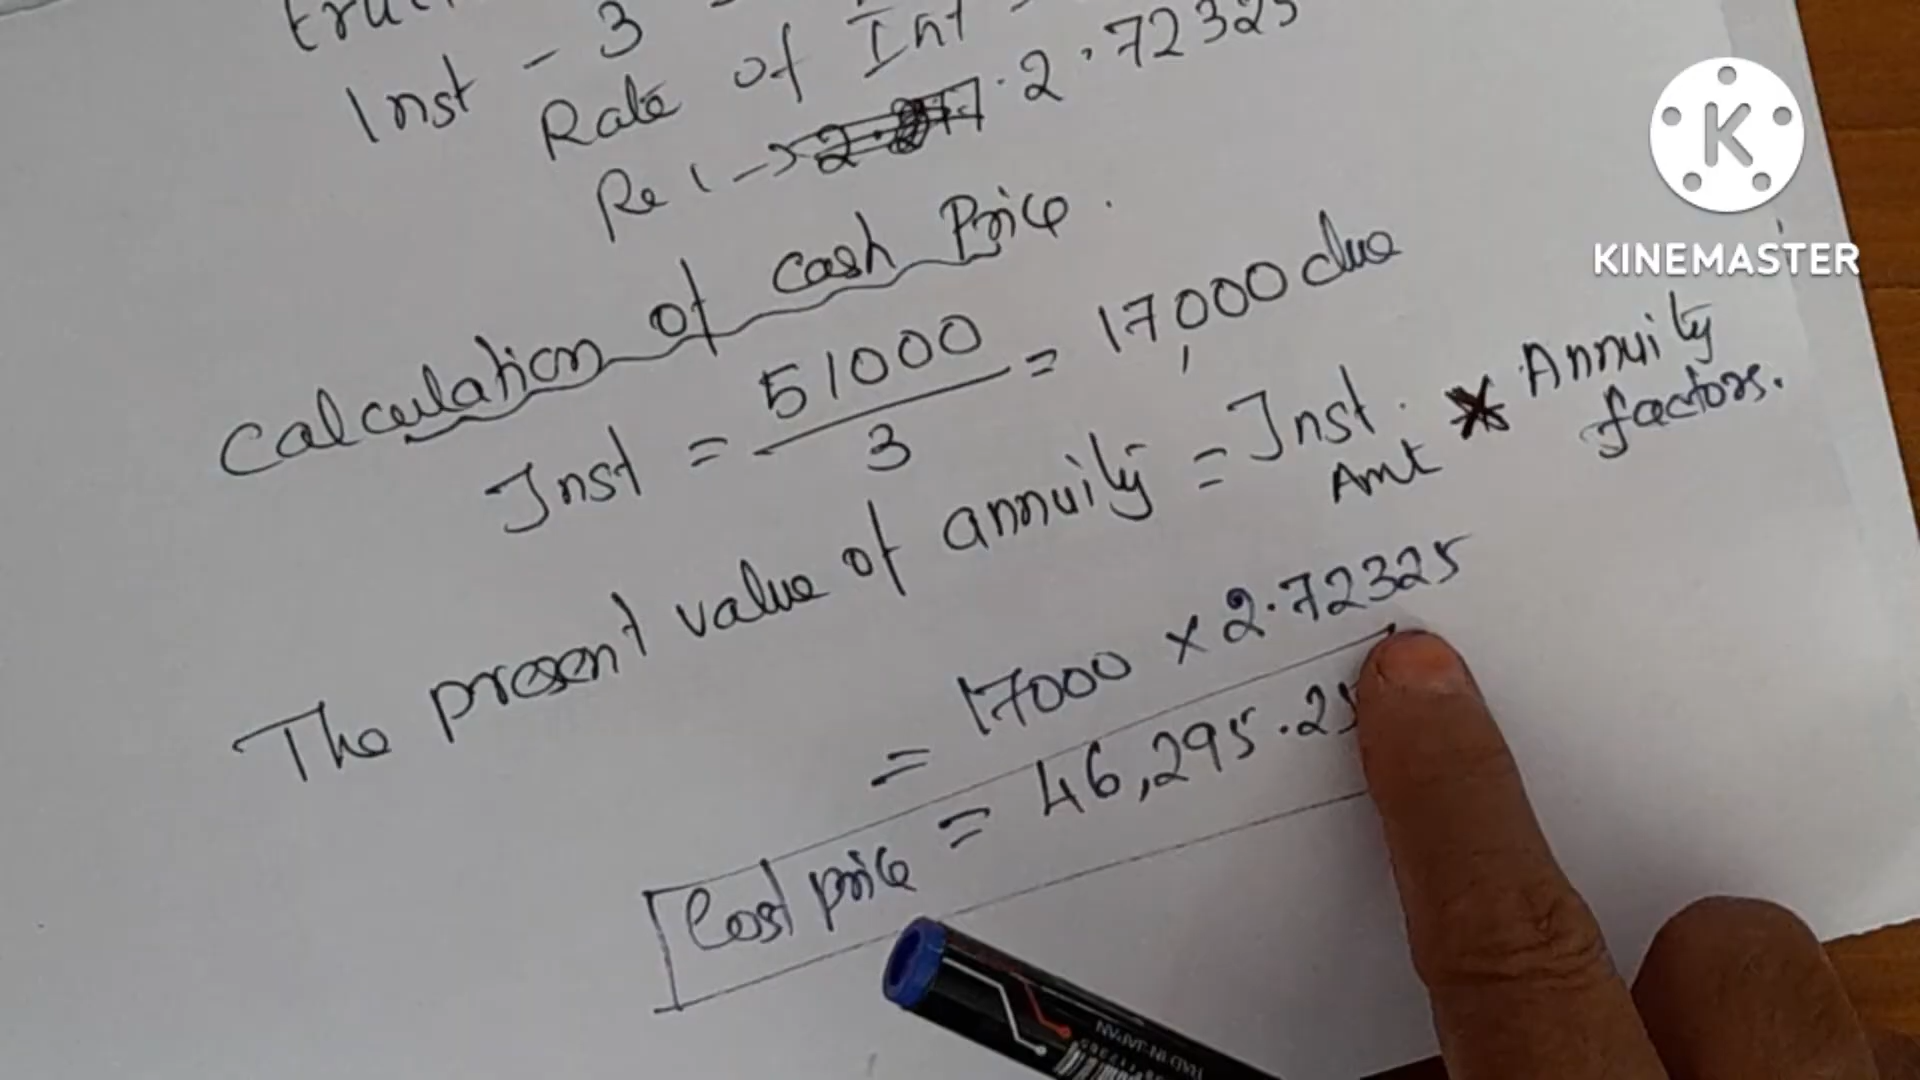 Inst - 3
Rate of Int
Re 1 → 2.72325
K
KINEMASTER
Calculation of cash Price.
Inst = 51000 / 3 = 17,000 due
The present value of annuity = Inst. Amt × Annuity factors.
= 17000 × 2.72325
Cost price = 46,295.25